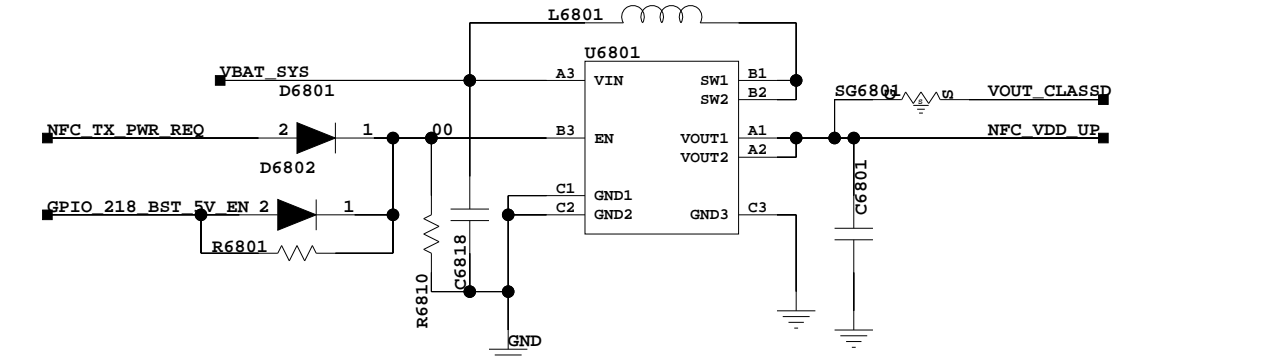 L6801
U6801
VBAT_SYS
A3 VIN
SW1 B1
D6801
SW2 B2
SG6801
G S S
VOUT_CLASSD
NFC_TX_PWR_REQ
2 1
00
B3 EN
VOUT1 A1
NFC_VDD_UP
VOUT2 A2
D6802
C1 GND1
GPIO_218_BST_5V_EN
2 1
C2 GND2
GND3 C3
C6801
R6801
C6818
R6810
GND